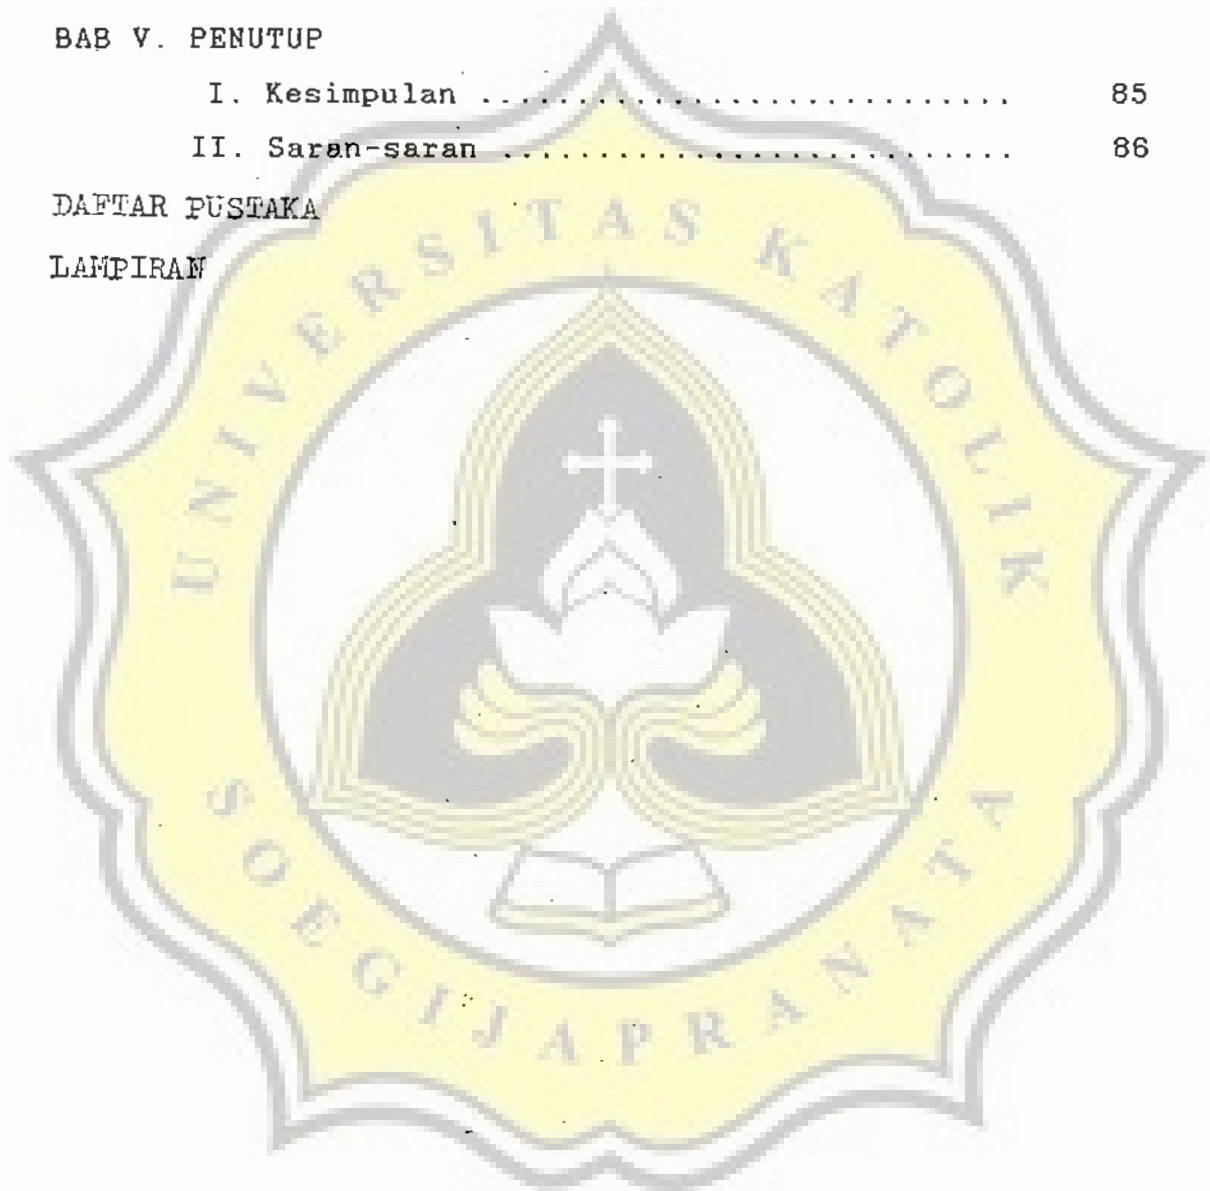 BAB V. PENUTUP
I. Kesimpulan ............................ 85
II. Saran-saran ........................... 86
DAFTAR PUSTAKA
LAMPIRAN
UNIVERSITAS KATOLIK
SOEGIJAPRANATA